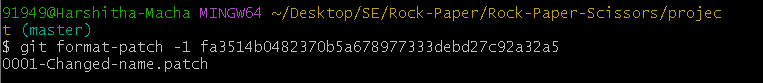 91949@Harshitha-Macha MINGW64 ~/Desktop/SE/Rock-Paper/Rock-Paper-Scissors/projec
t (master)
$ git format-patch -1 fa3514b0482370b5a678977333debd27c92a32a5
0001-Changed-name.patch